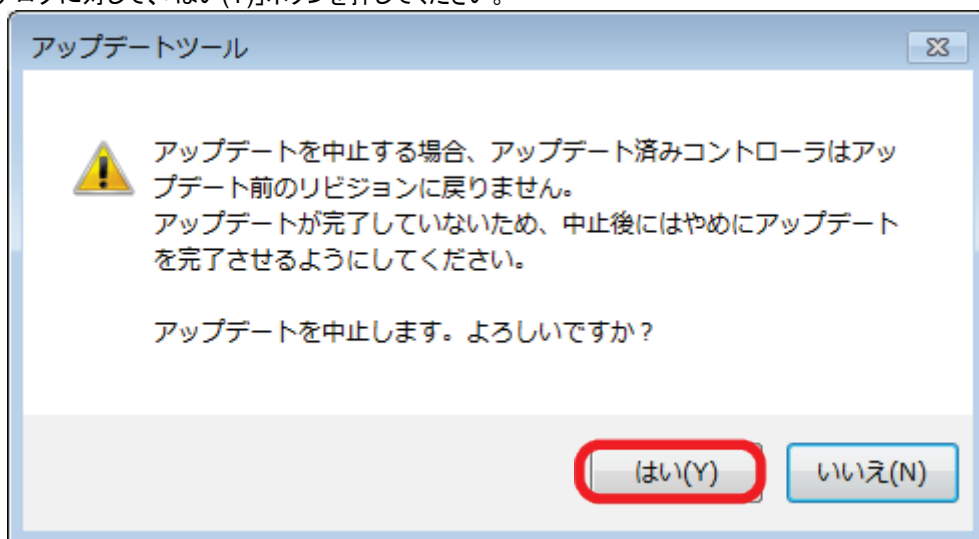 アップデートツール
アップデートを中止する場合、アップデート済みコントローラはアッ
プデート前のリビジョンに戻りません。
アップデートが完了していないため、中止後にはやめにアップデート
を完了させるようにしてください。
アップデートを中止します。よろしいですか？
はい(Y)
いいえ(N)